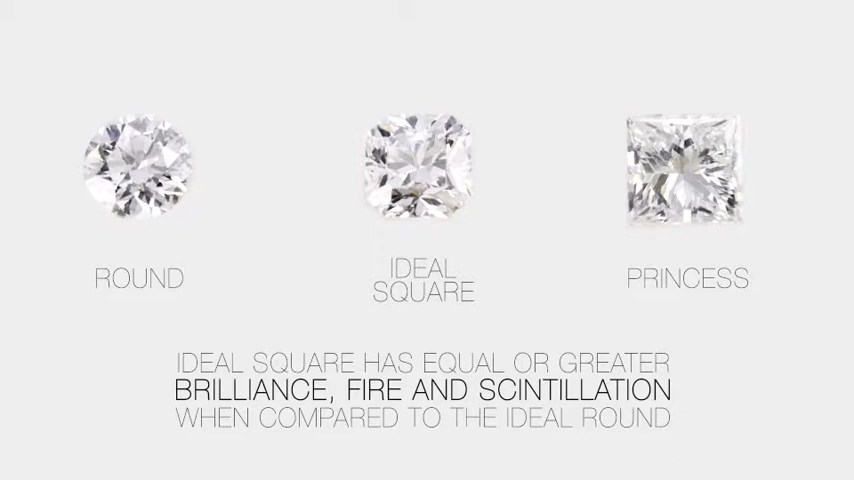 ROUND
IDEAL
SQUARE
PRINCESS
IDEAL SQUARE HAS EQUAL OR GREATER
BRILLIANCE, FIRE AND SCINTILLATION
WHEN COMPARED TO THE IDEAL ROUND